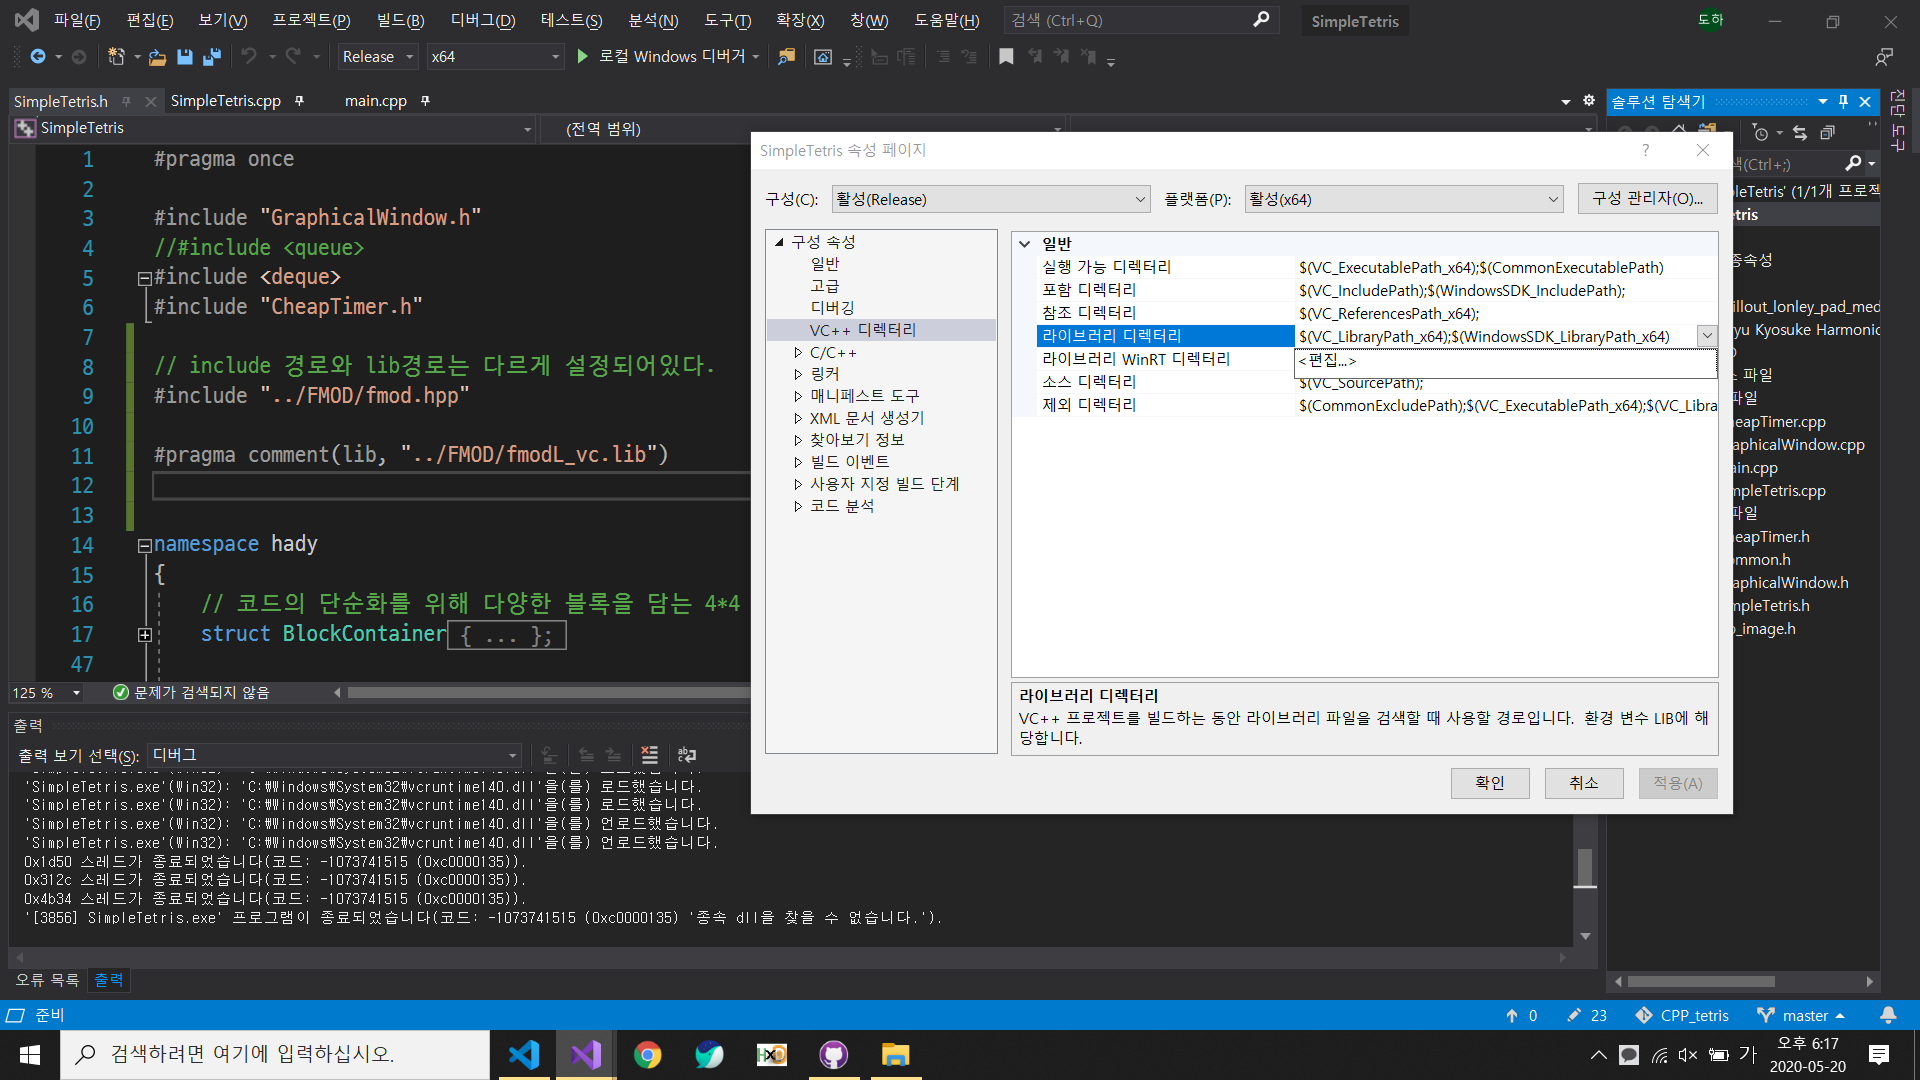 파일(F) 편집(E) 보기(V) 프로젝트(P) 빌드(B) 디버그(D) 테스트(S) 분석(N) 도구(T) 확장(X) 창(W) 도움말(H) 검색 (Ctrl+Q) SimpleTetris 도하
Release x64 로컬 Windows 디버거
SimpleTetris.h SimpleTetris.cpp main.cpp
SimpleTetris (전역 범위)
1 #pragma once
2
3 #include "GraphicalWindow.h"
4 //#include <queue>
5 #include <deque>
6 #include "CheapTimer.h"
7
8 // include 경로와 lib경로는 다르게 설정되어있다.
9 #include "../FMOD/fmod.hpp"
10
11 #pragma comment(lib, "../FMOD/fmodL_vc.lib")
12
13
14 namespace hady
15 {
16 // 코드의 단순화를 위해 다양한 블록을 담는 4*4
17 struct BlockContainer{ ... };
47
125 % 문제가 검색되지 않음
SimpleTetris 속성 페이지 ?
구성(C): 활성(Release) 플랫폼(P): 활성(x64) 구성 관리자(O)...
구성 속성
일반
고급
디버깅
VC++ 디렉터리
C/C++
링커
매니페스트 도구
XML 문서 생성기
찾아보기 정보
빌드 이벤트
사용자 지정 빌드 단계
코드 분석
일반
실행 가능 디렉터리 $(VC_ExecutablePath_x64);$(CommonExecutablePath)
포함 디렉터리 $(VC_IncludePath);$(WindowsSDK_IncludePath);
참조 디렉터리 $(VC_ReferencesPath_x64);
라이브러리 디렉터리 $(VC_LibraryPath_x64);$(WindowsSDK_LibraryPath_x64)
라이브러리 WinRT 디렉터리 <편집...>
소스 디렉터리 $(VC_SourcePath);
제외 디렉터리 $(CommonExcludePath);$(VC_ExecutablePath_x64);$(VC_Libra
라이브러리 디렉터리
VC++ 프로젝트를 빌드하는 동안 라이브러리 파일을 검색할 때 사용할 경로입니다. 환경 변수 LIB에 해
당합니다.
확인 취소 적용(A)
솔루션 탐색기
색(Ctrl+;)
leTetris' (1/1개 프로젝
tris
종속성
illout_lonley_pad_med
yu Kyosuke Harmonic
스 파일
파일
eapTimer.cpp
aphicalWindow.cpp
ain.cpp
mpleTetris.cpp
파일
eapTimer.h
mmon.h
aphicalWindow.h
mpleTetris.h
_image.h
진단 도구
출력
출력 보기 선택(S): 디버그
'SimpleTetris.exe'(Win32): 'C:₩Windows₩System32₩vcruntime140.dll'을(를) 로드했습니다.
'SimpleTetris.exe'(Win32): 'C:₩Windows₩System32₩vcruntime140.dll'을(를) 로드했습니다.
'SimpleTetris.exe'(Win32): 'C:₩Windows₩System32₩vcruntime140.dll'을(를) 언로드했습니다.
'SimpleTetris.exe'(Win32): 'C:₩Windows₩System32₩vcruntime140.dll'을(를) 언로드했습니다.
0x1d50 스레드가 종료되었습니다(코드: -1073741515 (0xc0000135)).
0x312c 스레드가 종료되었습니다(코드: -1073741515 (0xc0000135)).
0x4b34 스레드가 종료되었습니다(코드: -1073741515 (0xc0000135)).
'[3856] SimpleTetris.exe' 프로그램이 종료되었습니다(코드: -1073741515 (0xc0000135) '종속 dll을 찾을 수 없습니다.').
오류 목록 출력
준비 0 23 CPP_tetris master
검색하려면 여기에 입력하십시오. HxD 가 오후 6:17
2020-05-20